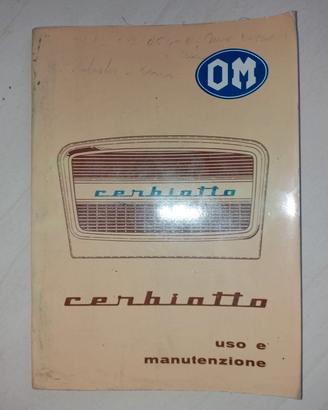 OM
cerbiatto
cerbiatto
uso e
manutenzione